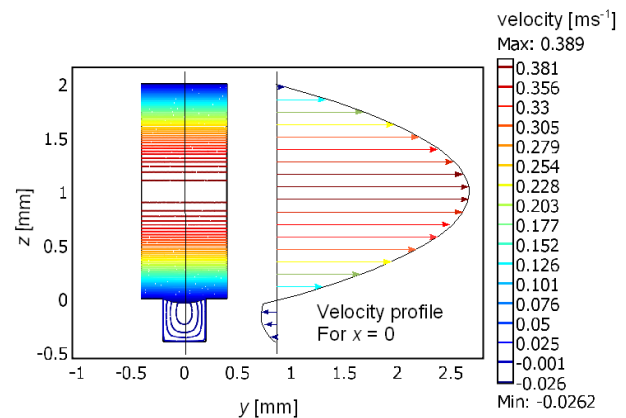 velocity [ms⁻¹]
Max: 0.389
0.381
0.356
0.33
0.305
0.279
0.254
0.228
0.203
0.177
0.152
0.126
0.101
0.076
0.05
0.025
-0.001
-0.026
Min: -0.0262
z [mm]
2
1.5
1
0.5
0
-0.5
Velocity profile
For x = 0
-1 -0.5 0 0.5 1 1.5 2 2.5
y [mm]